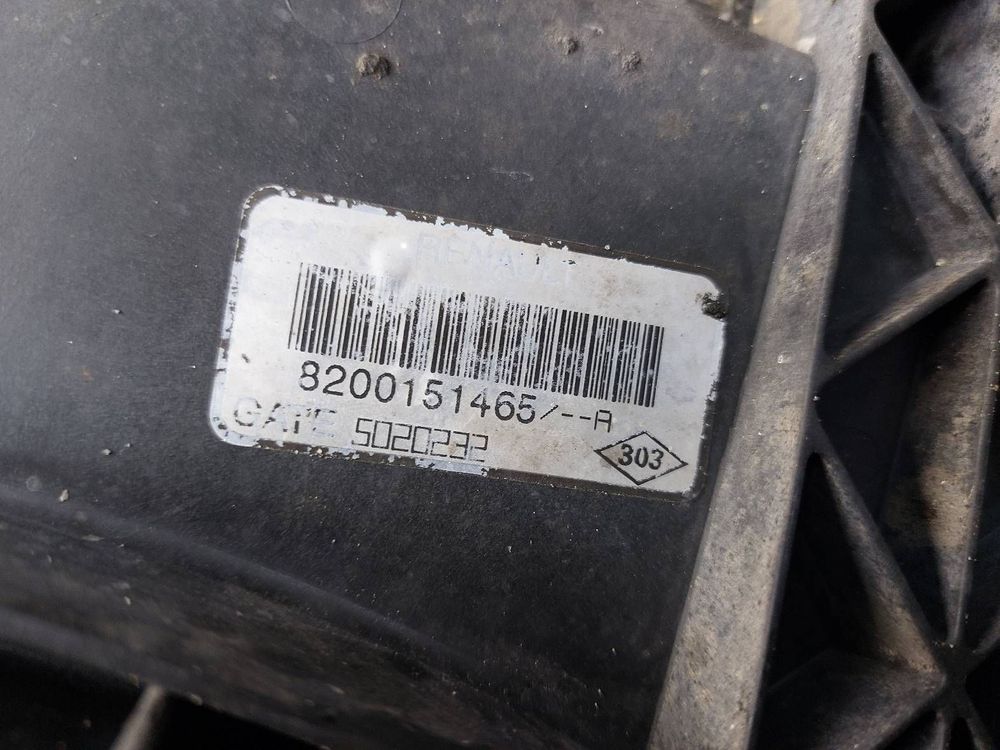 RENAULT
8200151465/--A
GATE 5020232
303